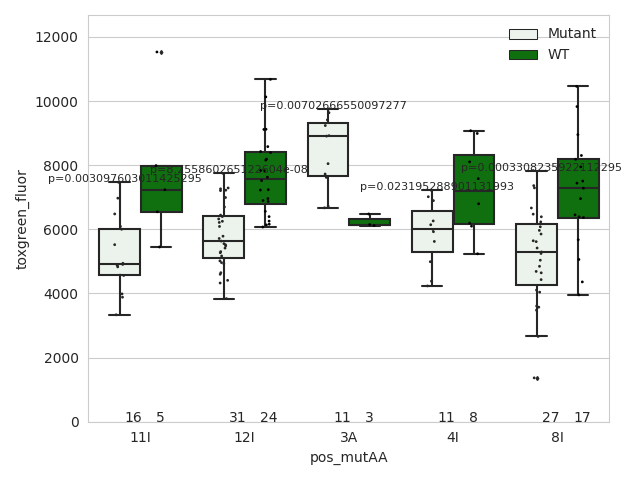 12000
Mutant
WT
10000
p=0.00702666550097277
8000
p=0.003097603011425295
p=0.023195288901131993
p=0.0003308235922112295
6000
toxgreen_fluor
4000
2000
0
16 5 31 24 11 3 11 8 27 17
11I 12I 3A 4I 8I
pos_mutAA